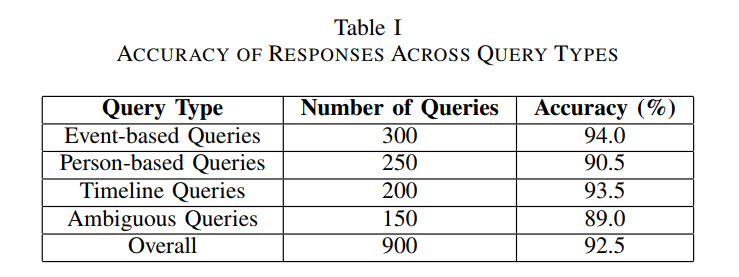 Table I
ACCURACY OF RESPONSES ACROSS QUERY TYPES
Query Type Number of Queries Accuracy (%)
Event-based Queries 300 94.0
Person-based Queries 250 90.5
Timeline Queries 200 93.5
Ambiguous Queries 150 89.0
Overall 900 92.5